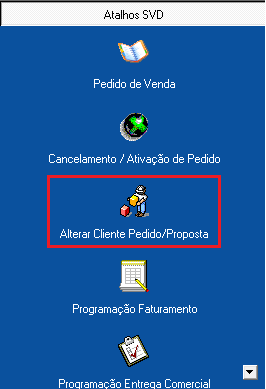 Atalhos SVD
Pedido de Venda
Cancelamento / Ativação de Pedido
Alterar Cliente Pedido/Proposta
Programação Faturamento
Programação Entrega Comercial